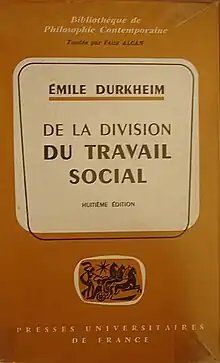 Bibliothèque de
Philosophie Contemporaine
Fondée par Felix ALCAN
ÉMILE DURKHEIM
DE LA DIVISION
DU TRAVAIL
SOCIAL
HUITIÈME ÉDITION
PRESSES UNIVERSITAIRES
DE FRANCE